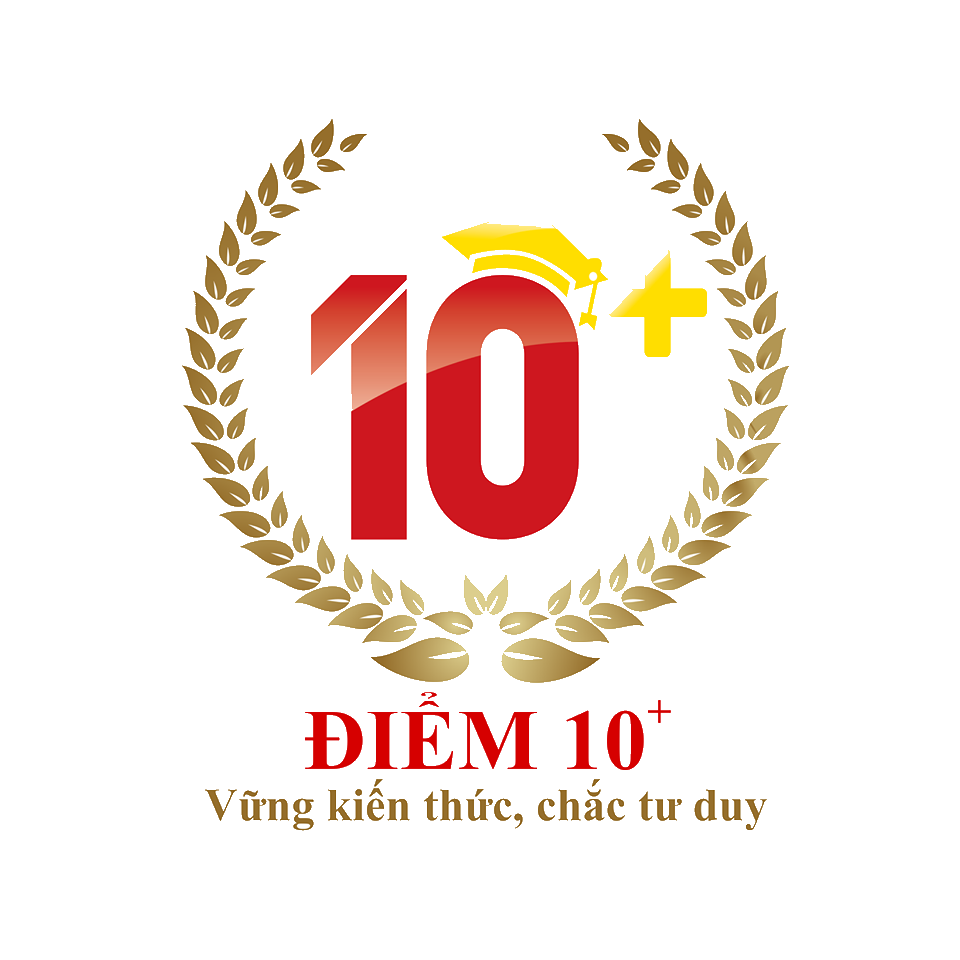 10+
ĐIỂM 10+
Vững kiến thức, chắc tư duy